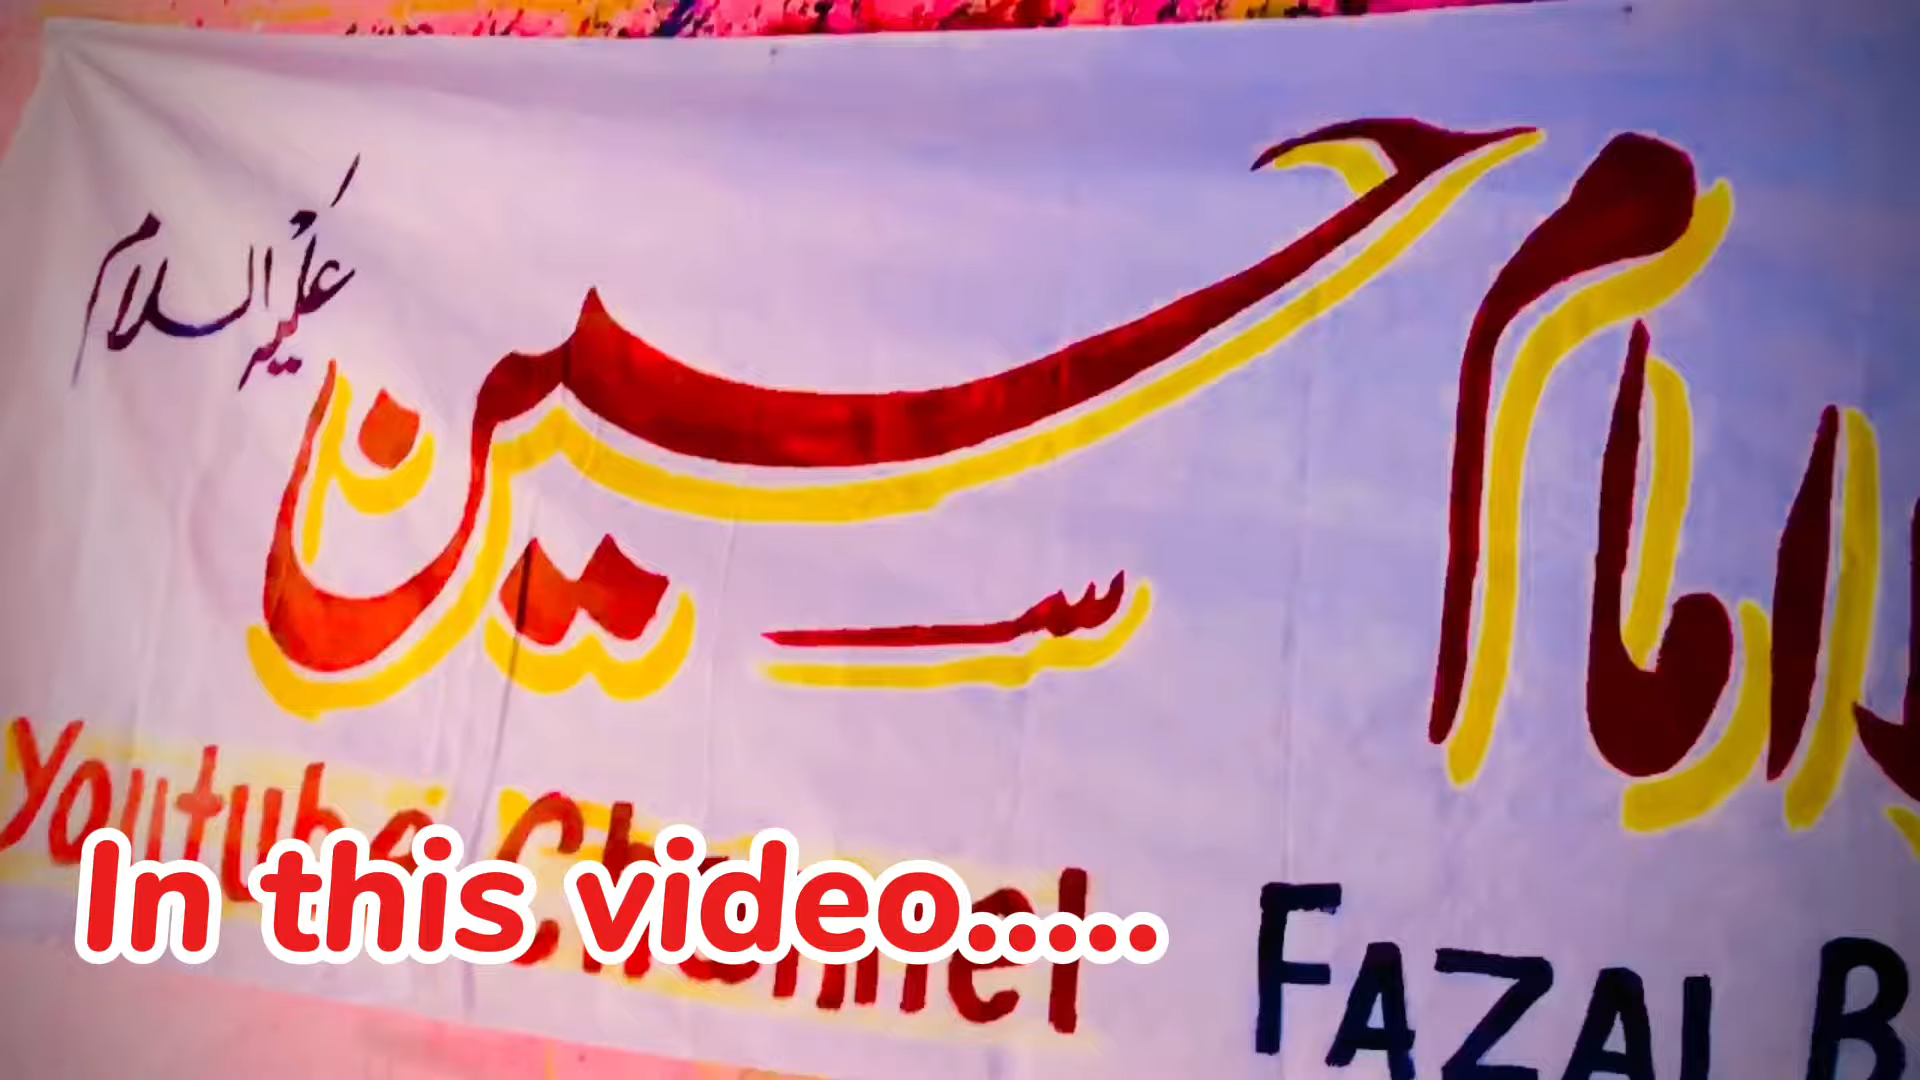 امام حسین
علیہ السلام
Youtube Channel
FAZAL B
In this video.....